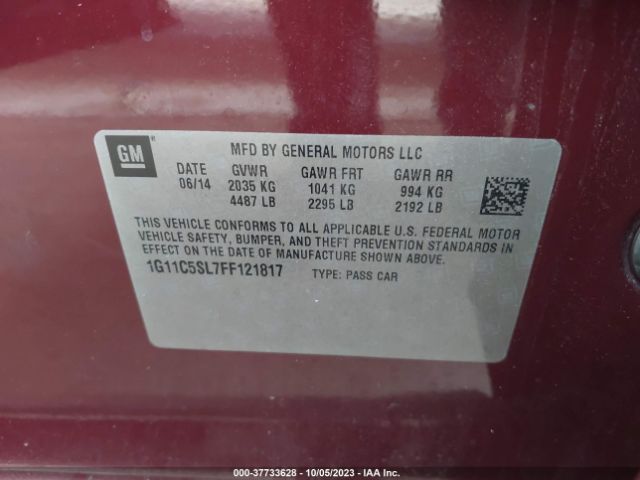 GM
MFD BY GENERAL MOTORS LLC
DATE GVWR GAWR FRT GAWR RR
06/14 2035 KG 1041 KG 994 KG
4487 LB 2295 LB 2192 LB
THIS VEHICLE CONFORMS TO ALL APPLICABLE U.S. FEDERAL MOTOR
VEHICLE SAFETY, BUMPER, AND THEFT PREVENTION STANDARDS IN
EFFECT ON THE DATE OF MANUFACTURE SHOWN ABOVE.
1G11C5SL7FF121817 TYPE: PASS CAR
© - 37733628 - 10/05/2023 - IAA Inc.